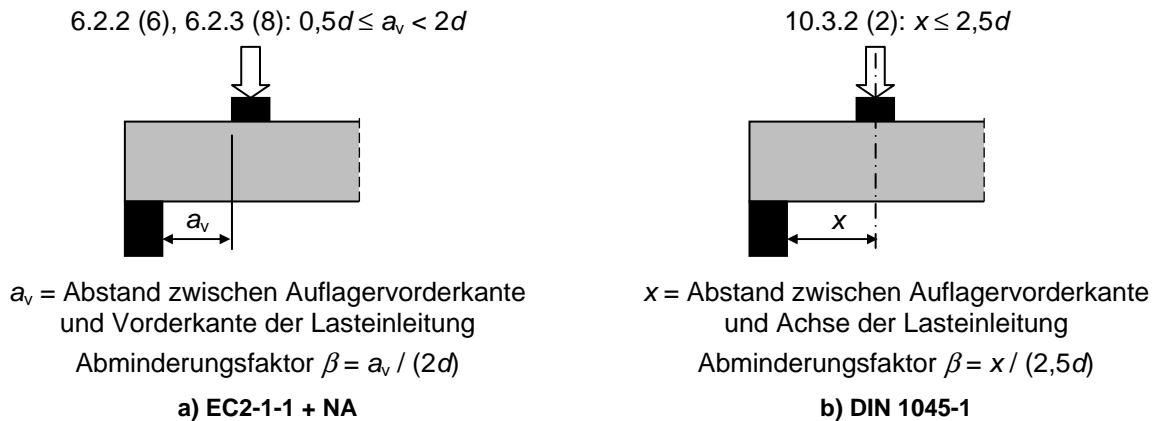 6.2.2 (6), 6.2.3 (8): 0,5d ≤ av < 2d
av
av = Abstand zwischen Auflagervorderkante
und Vorderkante der Lasteinleitung
Abminderungsfaktor β = av / (2d)
a) EC2-1-1 + NA
10.3.2 (2): x ≤ 2,5d
x
x = Abstand zwischen Auflagervorderkante
und Achse der Lasteinleitung
Abminderungsfaktor β = x / (2,5d)
b) DIN 1045-1